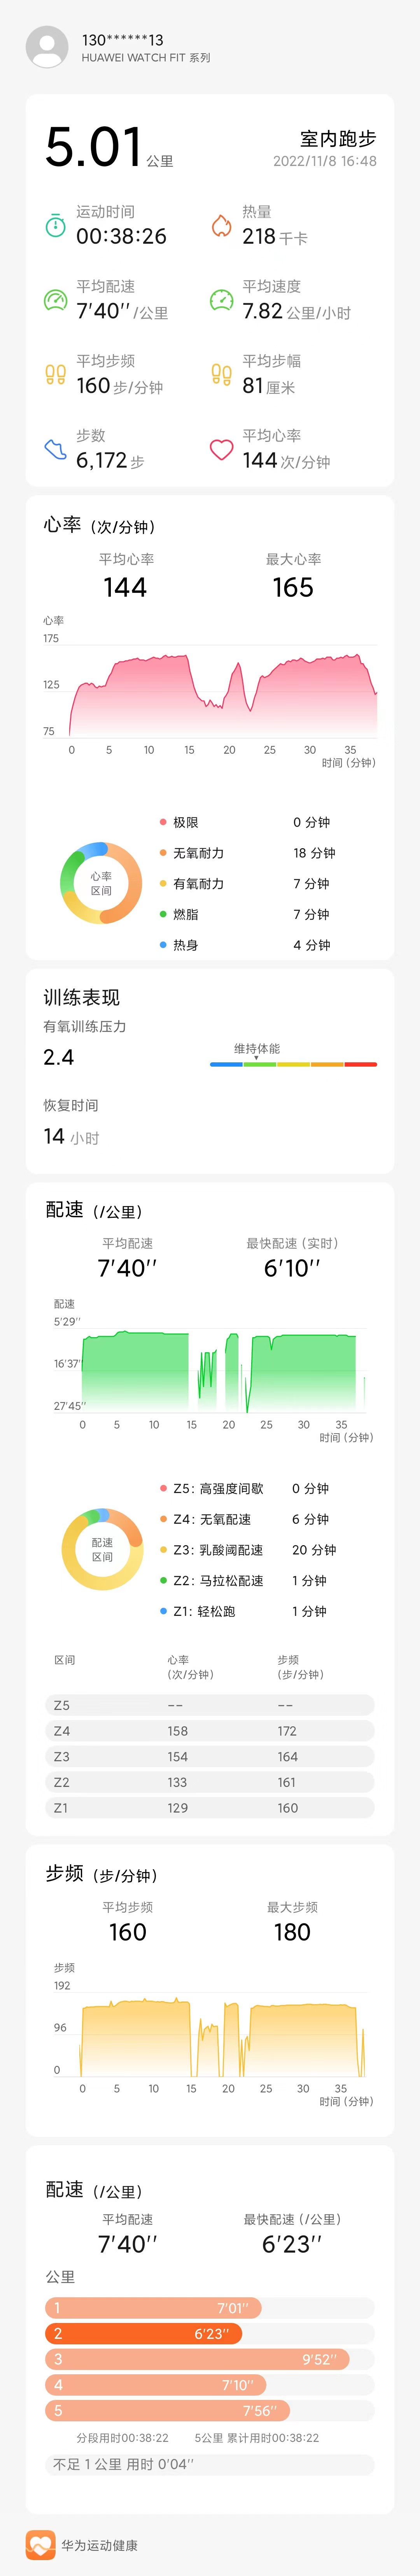 130******13
HUAWEI WATCH FIT 系列
5.01公里
室内跑步
2022/11/8 16:48
运动时间 热量
00:38:26 218千卡
平均配速 平均速度
7'40''/公里 7.82公里/小时
平均步频 平均步幅
160步/分钟 81厘米
步数 平均心率
6,172步 144次/分钟
心率 (次/分钟)
平均心率 最大心率
144 165
心率
175
125
75
0 5 10 15 20 25 30 35
时间 (分钟)
心率
区间
极限 0 分钟
无氧耐力 18 分钟
有氧耐力 7 分钟
燃脂 7 分钟
热身 4 分钟
训练表现
有氧训练压力
2.4
维持体能
恢复时间
14 小时
配速 (/公里)
平均配速 最快配速 (实时)
7'40'' 6'10''
配速
5'29''
16'37''
27'45''
0 5 10 15 20 25 30 35
时间 (分钟)
配速
区间
Z5: 高强度间歇 0 分钟
Z4: 无氧配速 6 分钟
Z3: 乳酸阈配速 20 分钟
Z2: 马拉松配速 1 分钟
Z1: 轻松跑 1 分钟
区间 心率 步频
(次/分钟) (步/分钟)
Z5 -- --
Z4 158 172
Z3 154 164
Z2 133 161
Z1 129 160
步频 (步/分钟)
平均步频 最大步频
160 180
步频
192
96
0
0 5 10 15 20 25 30 35
时间 (分钟)
配速 (/公里)
平均配速 最快配速 (/公里)
7'40'' 6'23''
公里
1 7'01''
2 6'23''
3 9'52''
4 7'10''
5 7'56''
分段用时00:38:22 5公里 累计用时00:38:22
不足 1 公里 用时 0'04''
华为运动健康